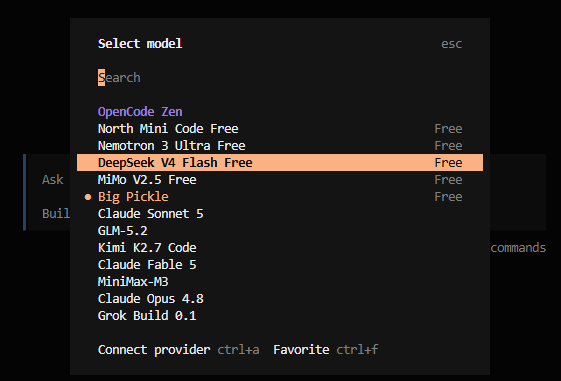 Select model esc
Search
OpenCode Zen
North Mini Code Free Free
Nemotron 3 Ultra Free Free
DeepSeek V4 Flash Free Free
Ask
MiMo V2.5 Free Free
● Big Pickle Free
Buil
Claude Sonnet 5
GLM-5.2
Kimi K2.7 Code
commands
Claude Fable 5
MiniMax-M3
Claude Opus 4.8
Grok Build 0.1
Connect provider ctrl+a Favorite ctrl+f